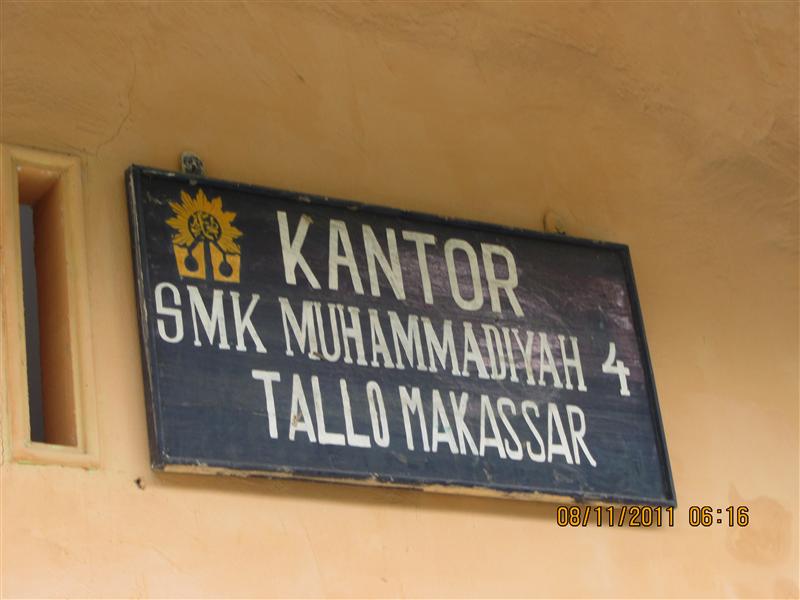 KANTOR
SMK MUHAMMADIYAH 4
TALLO MAKASSAR
08/11/2011 06:16